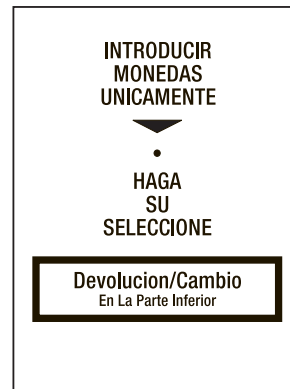 INTRODUCIR
MONEDAS
UNICAMENTE
HAGA
SU
SELECCIONE
Devolucion/Cambio
En La Parte Inferior